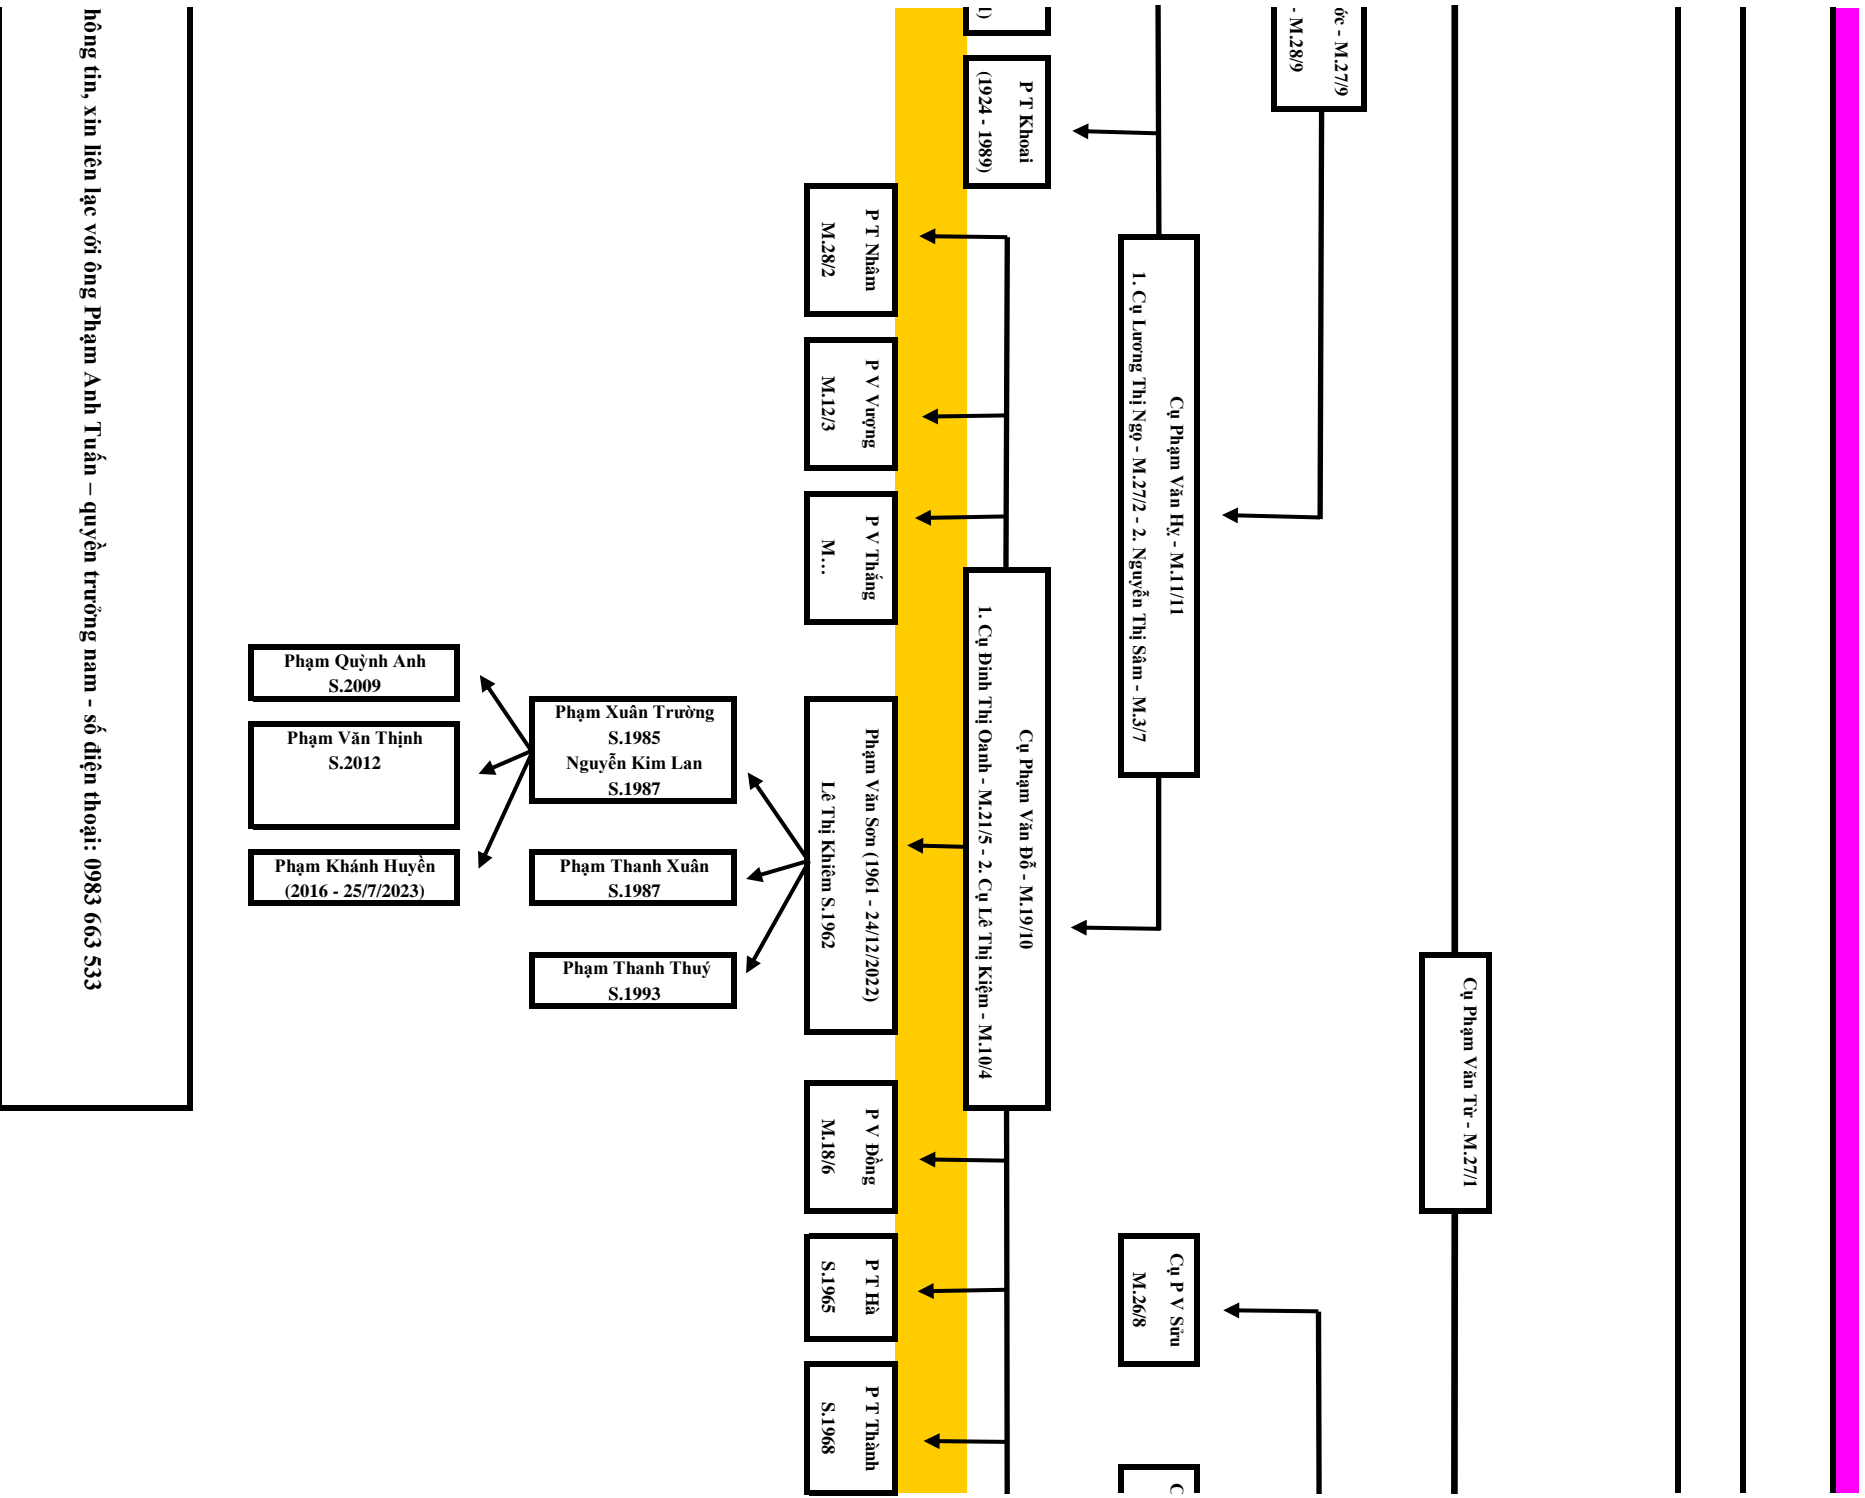 ớc - M.27/9
- M.28/9
Cụ Phạm Văn Từ - M.27/1
Cụ Phạm Văn Hỵ - M.11/11
1. Cụ Lương Thị Ngọ - M.27/2 - 2. Nguyễn Thị Sâm - M.3/7
Cụ P V Sửu
M.26/8
C
P T Khoai
(1924 - 1989)
Cụ Phạm Văn Đỗ - M.19/10
1. Cụ Đinh Thị Oanh - M.21/5 - 2. Cụ Lê Thị Kiệm - M.10/4
P T Nhâm
M.28/2
P V Vượng
M.12/3
P V Thắng
M…
Phạm Văn Sơn (1961 - 24/12/2022)
Lê Thị Khiêm S.1962
P V Đồng
M.18/6
P T Hà
S.1965
P T Thành
S.1968
Phạm Xuân Trường
S.1985
Nguyễn Kim Lan
S.1987
Phạm Thanh Xuân
S.1987
Phạm Thanh Thuý
S.1993
Phạm Quỳnh Anh
S.2009
Phạm Văn Thịnh
S.2012
Phạm Khánh Huyền
(2016 - 25/7/2023)
hông tin, xin liên lạc với ông Phạm Anh Tuấn – quyền trưởng nam - số điện thoại: 0983 663 533